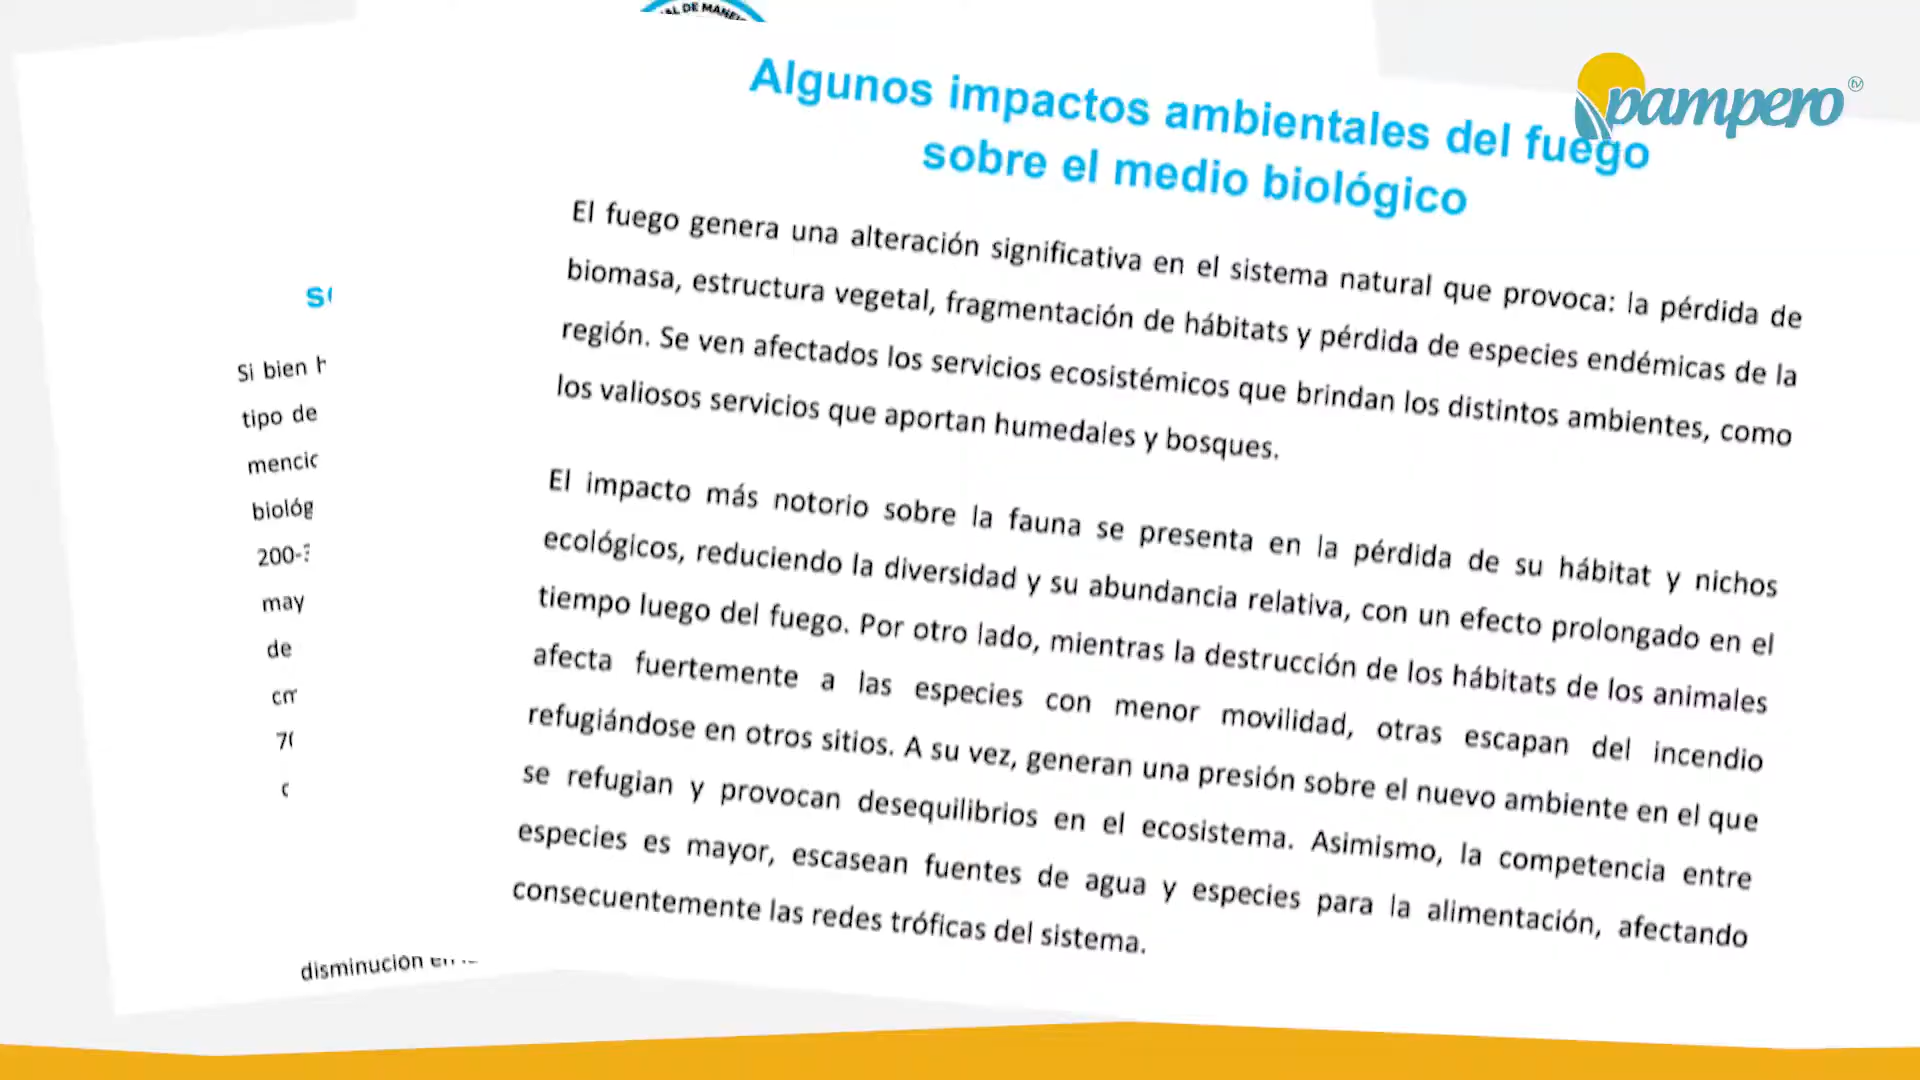 AL DE
pampero
tv
Algunos impactos ambientales del fuego
sobre el medio biológico
El fuego genera una alteración significativa en el sistema natural que provoca: la pérdida de
biomasa, estructura vegetal, fragmentación de hábitats y pérdida de especies endémicas de la
región. Se ven afectados los servicios ecosistémicos que brindan los distintos ambientes, como
los valiosos servicios que aportan humedales y bosques.
El impacto más notorio sobre la fauna se presenta en la pérdida de su hábitat y nichos
ecológicos, reduciendo la diversidad y su abundancia relativa, con un efecto prolongado en el
tiempo luego del fuego. Por otro lado, mientras la destrucción de los hábitats de los animales
afecta fuertemente a las especies con menor movilidad, otras escapan del incendio
refugiándose en otros sitios. A su vez, generan una presión sobre el nuevo ambiente en el que
se refugian y provocan desequilibrios en el ecosistema. Asimismo, la competencia entre
especies es mayor, escasean fuentes de agua y especies para la alimentación, afectando
consecuentemente las redes tróficas del sistema.
Si bien
tipo de
biológ
200-
may
de
disminución